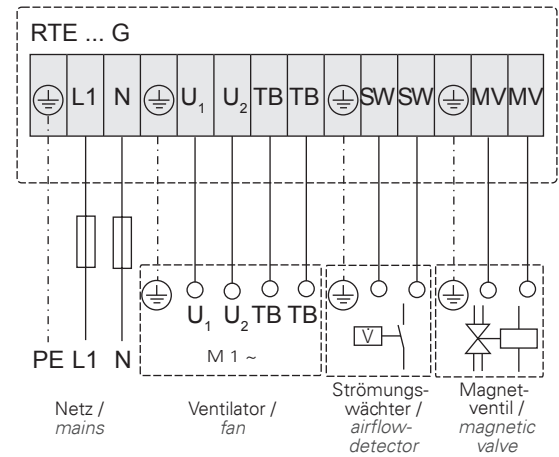 RTE ... G
L1 N U1 U2 TB TB SW SW MV MV
U1 U2 TB TB
V̇
M 1 ~
PE L1 N
Netz /
mains
Ventilator /
fan
Strömungs-
wächter /
airflow-
detector
Magnet-
ventil /
magnetic
valve